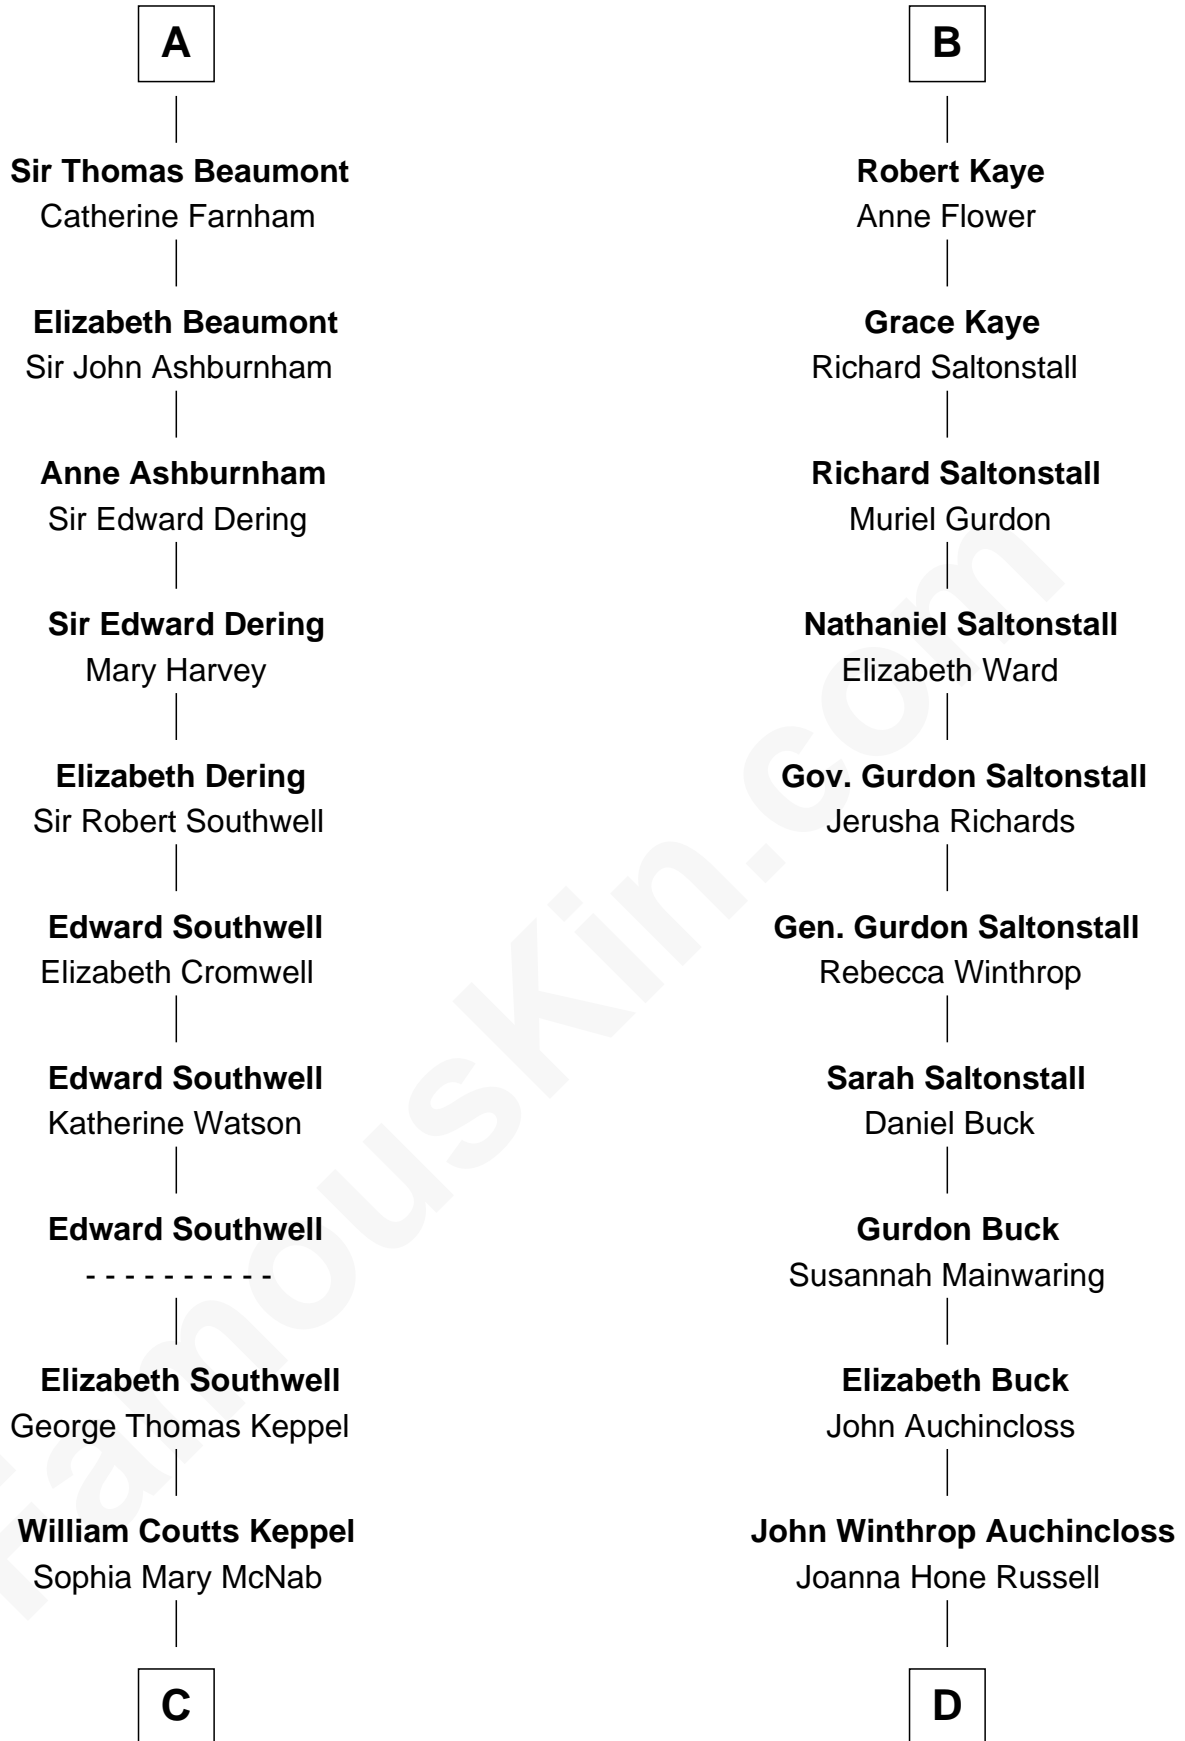 A
Sir Thomas Beaumont
Catherine Farnham
Elizabeth Beaumont
Sir John Ashburnham
Anne Ashburnham
Sir Edward Dering
Sir Edward Dering
Mary Harvey
Elizabeth Dering
Sir Robert Southwell
Edward Southwell
Elizabeth Cromwell
Edward Southwell
Katherine Watson
Edward Southwell
- - - - - - - - - -
Elizabeth Southwell
George Thomas Keppel
William Coutts Keppel
Sophia Mary McNab
C
B
Robert Kaye
Anne Flower
Grace Kaye
Richard Saltonstall
Richard Saltonstall
Muriel Gurdon
Nathaniel Saltonstall
Elizabeth Ward
Gov. Gurdon Saltonstall
Jerusha Richards
Gen. Gurdon Saltonstall
Rebecca Winthrop
Sarah Saltonstall
Daniel Buck
Gurdon Buck
Susannah Mainwaring
Elizabeth Buck
John Auchincloss
John Winthrop Auchincloss
Joanna Hone Russell
D
FamousKin.com